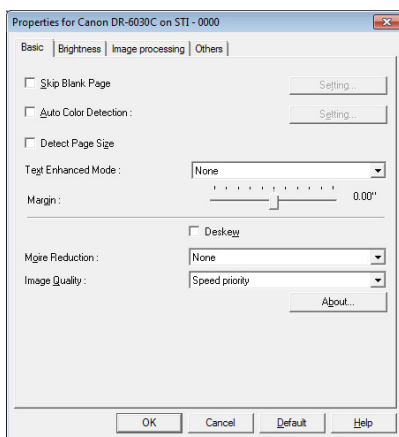 Properties for Canon DR-6030C on STI - 0000
Basic Brightness Image processing Others
Skip Blank Page Setting...
Auto Color Detection : Setting...
Detect Page Size
Text Enhanced Mode : None
Margin : 0.00"
Deskew
Moire Reduction : None
Image Quality : Speed priority
About...
OK Cancel Default Help